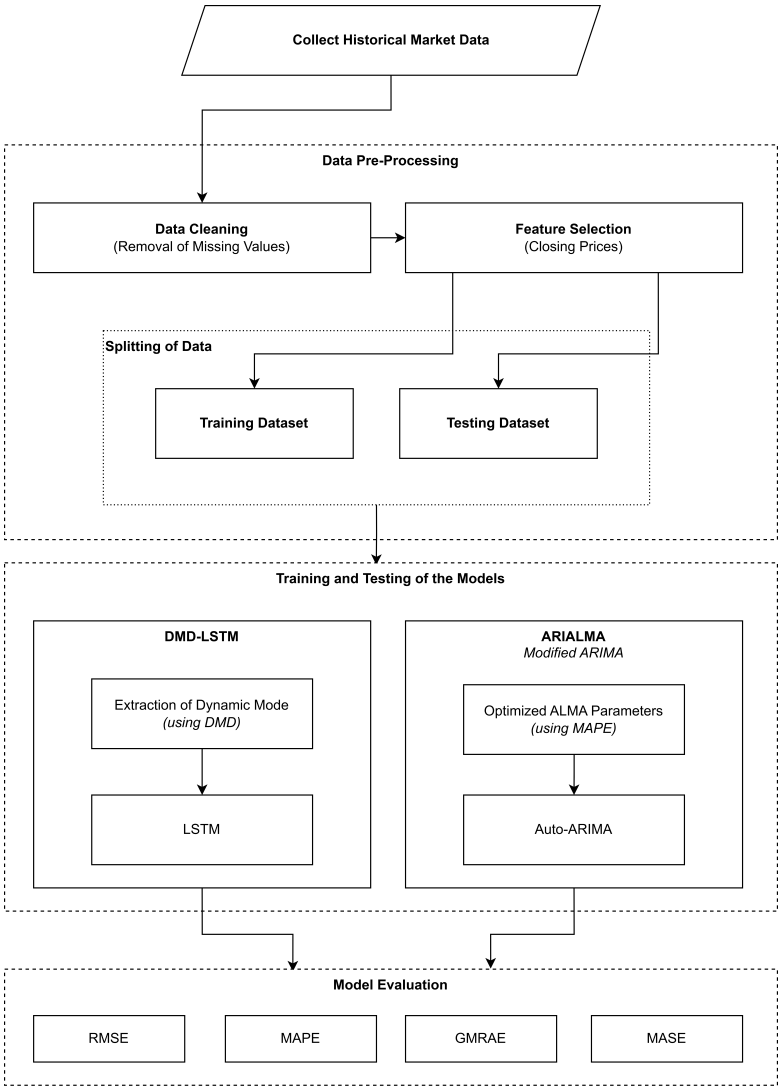 Collect Historical Market Data
Data Pre-Processing
Data Cleaning
(Removal of Missing Values)
Feature Selection
(Closing Prices)
Splitting of Data
Training Dataset
Testing Dataset
Training and Testing of the Models
DMD-LSTM
Extraction of Dynamic Mode
(using DMD)
LSTM
ARIALMA
Modified ARIMA
Optimized ALMA Parameters
(using MAPE)
Auto-ARIMA
Model Evaluation
RMSE
MAPE
GMRAE
MASE